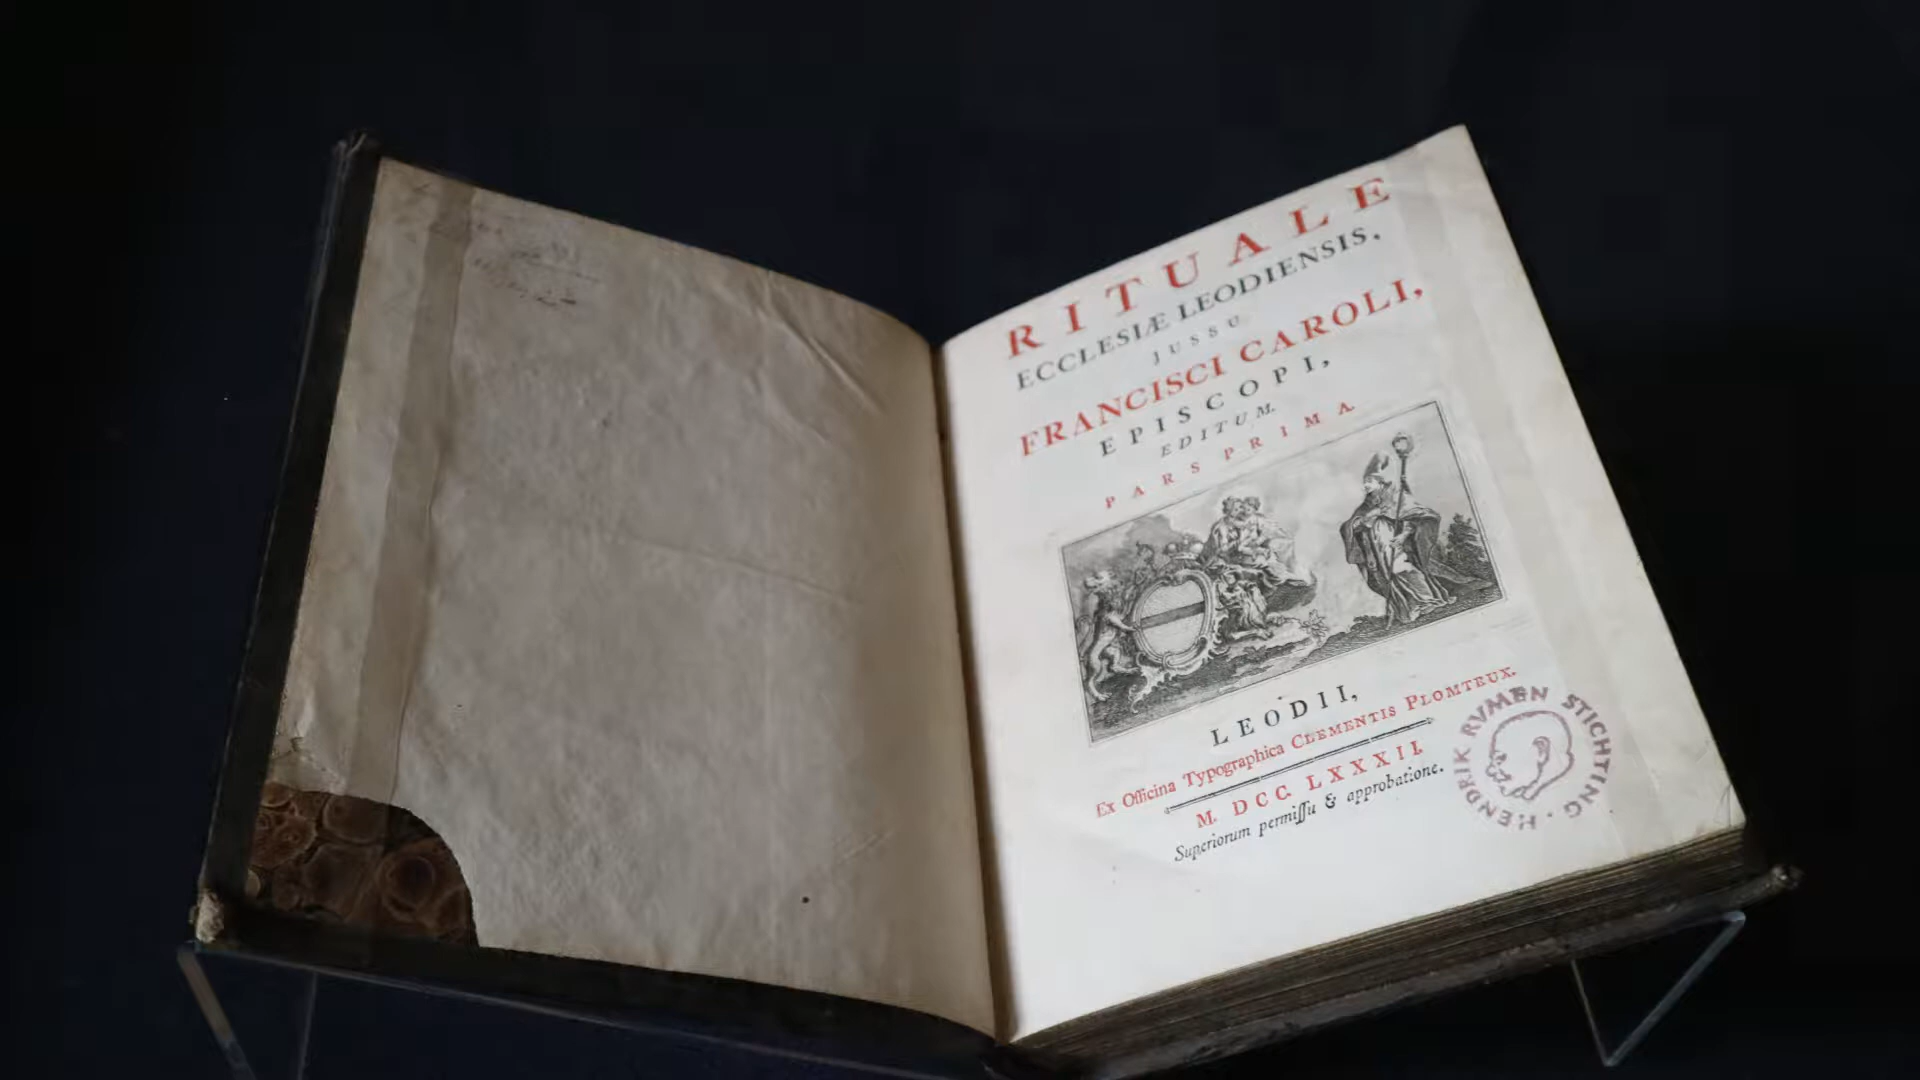 RITUALE
ECCLESIÆ LEODIENSIS.
JUSSU
FRANCISCI CAROLI,
EPISCOPI,
EDITUM.
PARS PRIMA.
LEODII,
Ex Officina Typographica CLEMENTIS PLOMTEUX.
M. DCC. LXXXII.
Superiorum permiſſu & approbatione.
HENDRIK RVMEN STICHTING